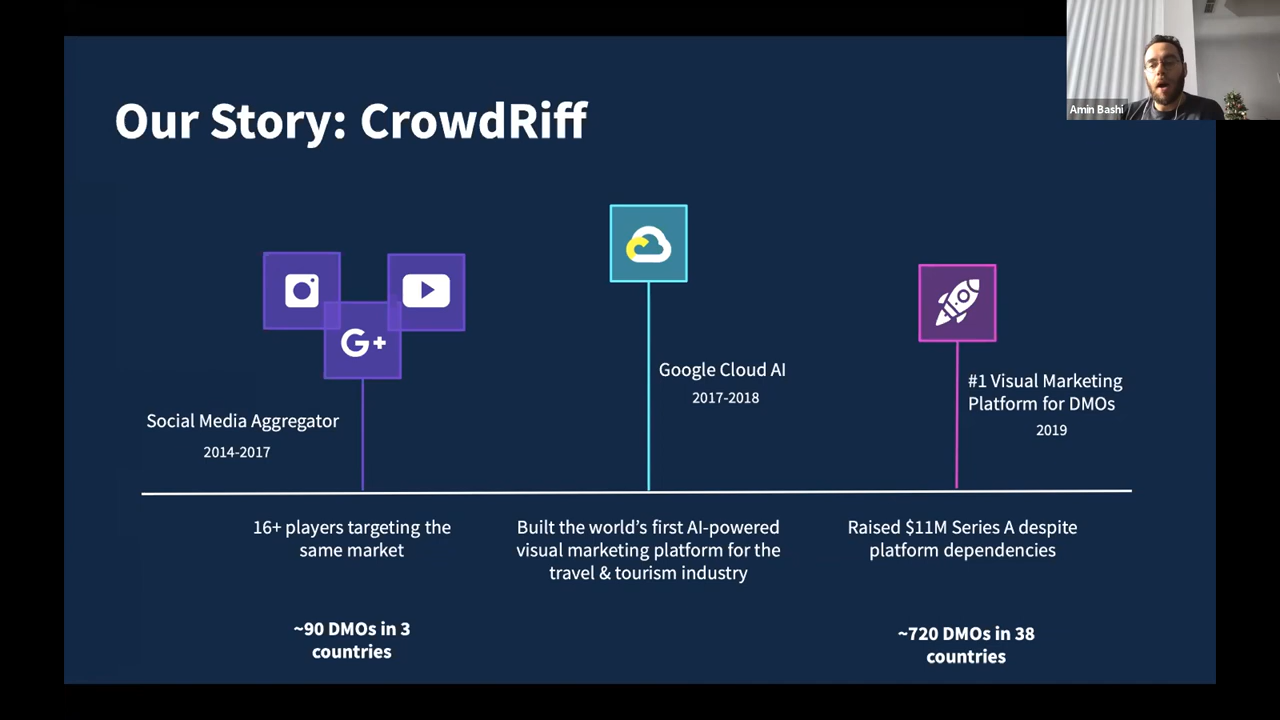 Our Story: CrowdRiff
Amin Bashi
G+
Google Cloud AI
2017-2018
#1 Visual Marketing
Platform for DMOs
2019
Social Media Aggregator
2014-2017
16+ players targeting the
same market
Built the world’s first AI-powered
visual marketing platform for the
travel & tourism industry
Raised $11M Series A despite
platform dependencies
~90 DMOs in 3
countries
~720 DMOs in 38
countries